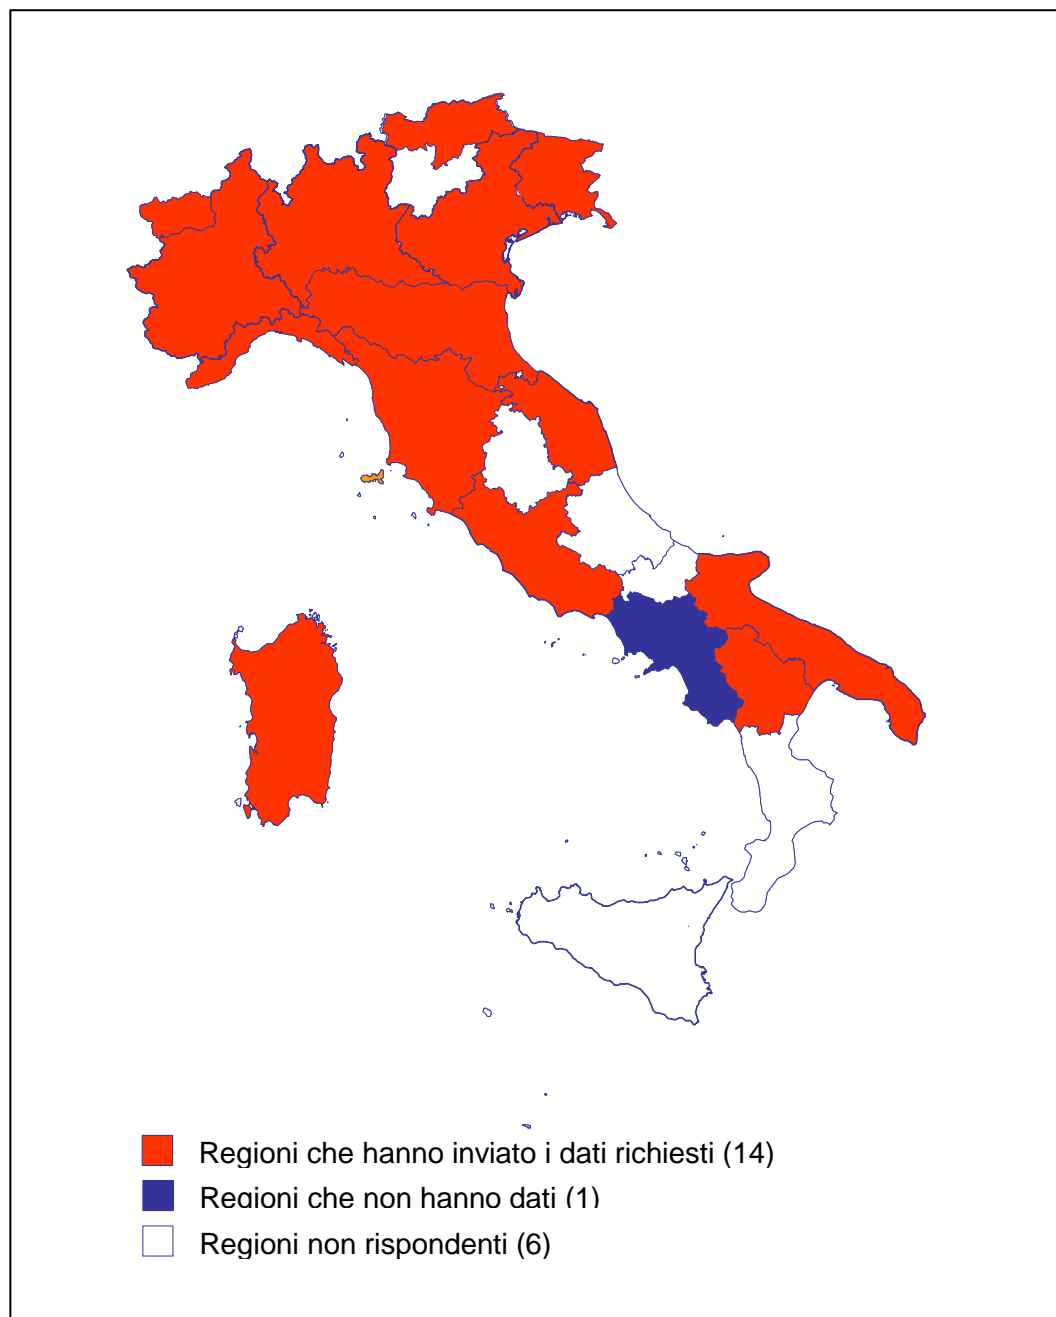 Regioni che hanno inviato i dati richiesti (14)
Regioni che non hanno dati (1)
Regioni non rispondenti (6)